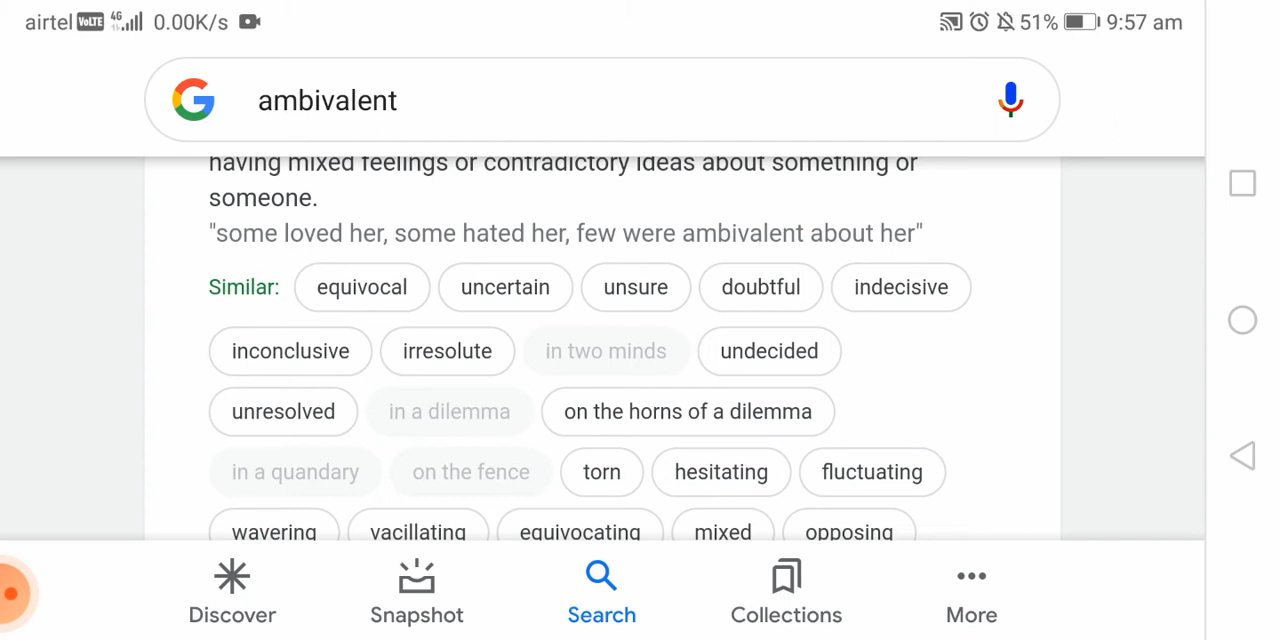 airtel VoLTE 4G 0.00K/s 51% 9:57 am
ambivalent
having mixed feelings or contradictory ideas about something or
someone.
"some loved her, some hated her, few were ambivalent about her"
Similar: equivocal uncertain unsure doubtful indecisive
inconclusive irresolute in two minds undecided
unresolved in a dilemma on the horns of a dilemma
in a quandary on the fence torn hesitating fluctuating
wavering vacillating equivocating mixed opposing
Discover Snapshot Search Collections More